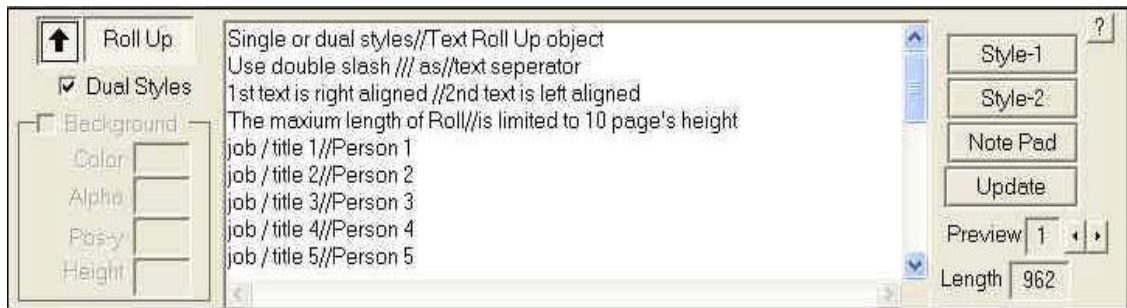 Roll Up
Dual Styles
Background
Color
Alpha
Pos-y
Height
Single or dual styles//Text Roll Up object
Use double slash /// as//text seperator
1st text is right aligned //2nd text is left aligned
The maxium length of Roll//is limited to 10 page's height
job / title 1//Person 1
job / title 2//Person 2
job / title 3//Person 3
job / title 4//Person 4
job / title 5//Person 5
?
Style-1
Style-2
Note Pad
Update
Preview 1
Length 962